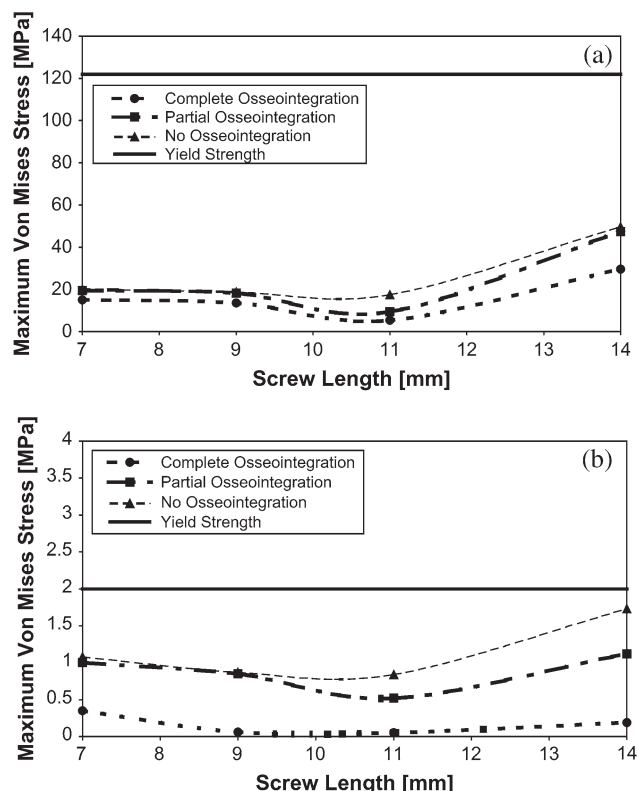 Maximum Von Mises Stress [MPa]
140
120
100
80
60
40
20
0
(a)
Complete Osseointegration
Partial Osseointegration
No Osseointegration
Yield Strength
7 8 9 10 11 12 13 14
Screw Length [mm]
Maximum Von Mises Stress [MPa]
4
3.5
3
2.5
2
1.5
1
0.5
0
(b)
Complete Osseointegration
Partial Osseointegration
No Osseointegration
Yield Strength
7 8 9 10 11 12 13 14
Screw Length [mm]